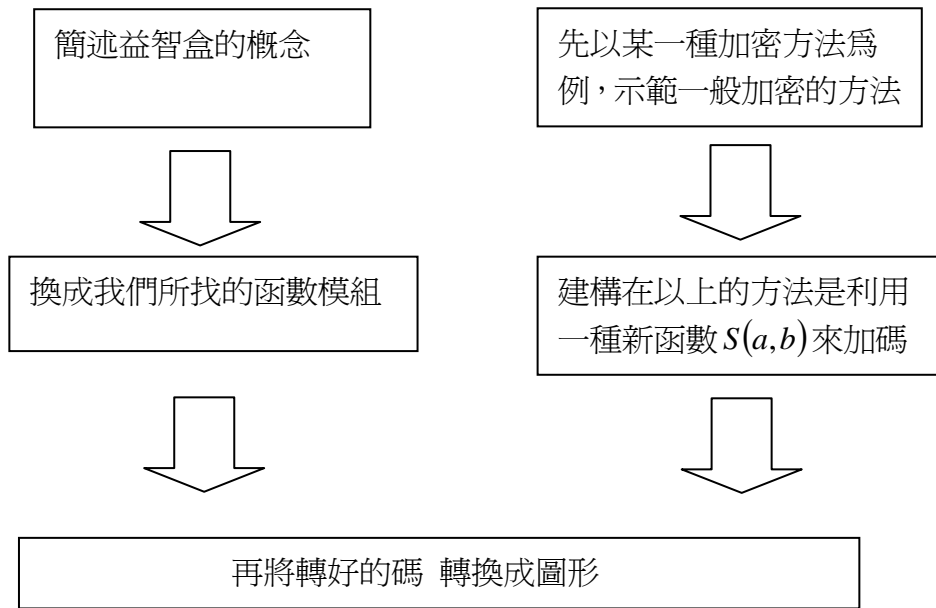 簡述益智盒的概念
先以某一種加密方法為
例，示範一般加密的方法
換成我們所找的函數模組
建構在以上的方法是利用
一種新函數 S(a,b) 來加碼
再將轉好的碼 轉換成圖形